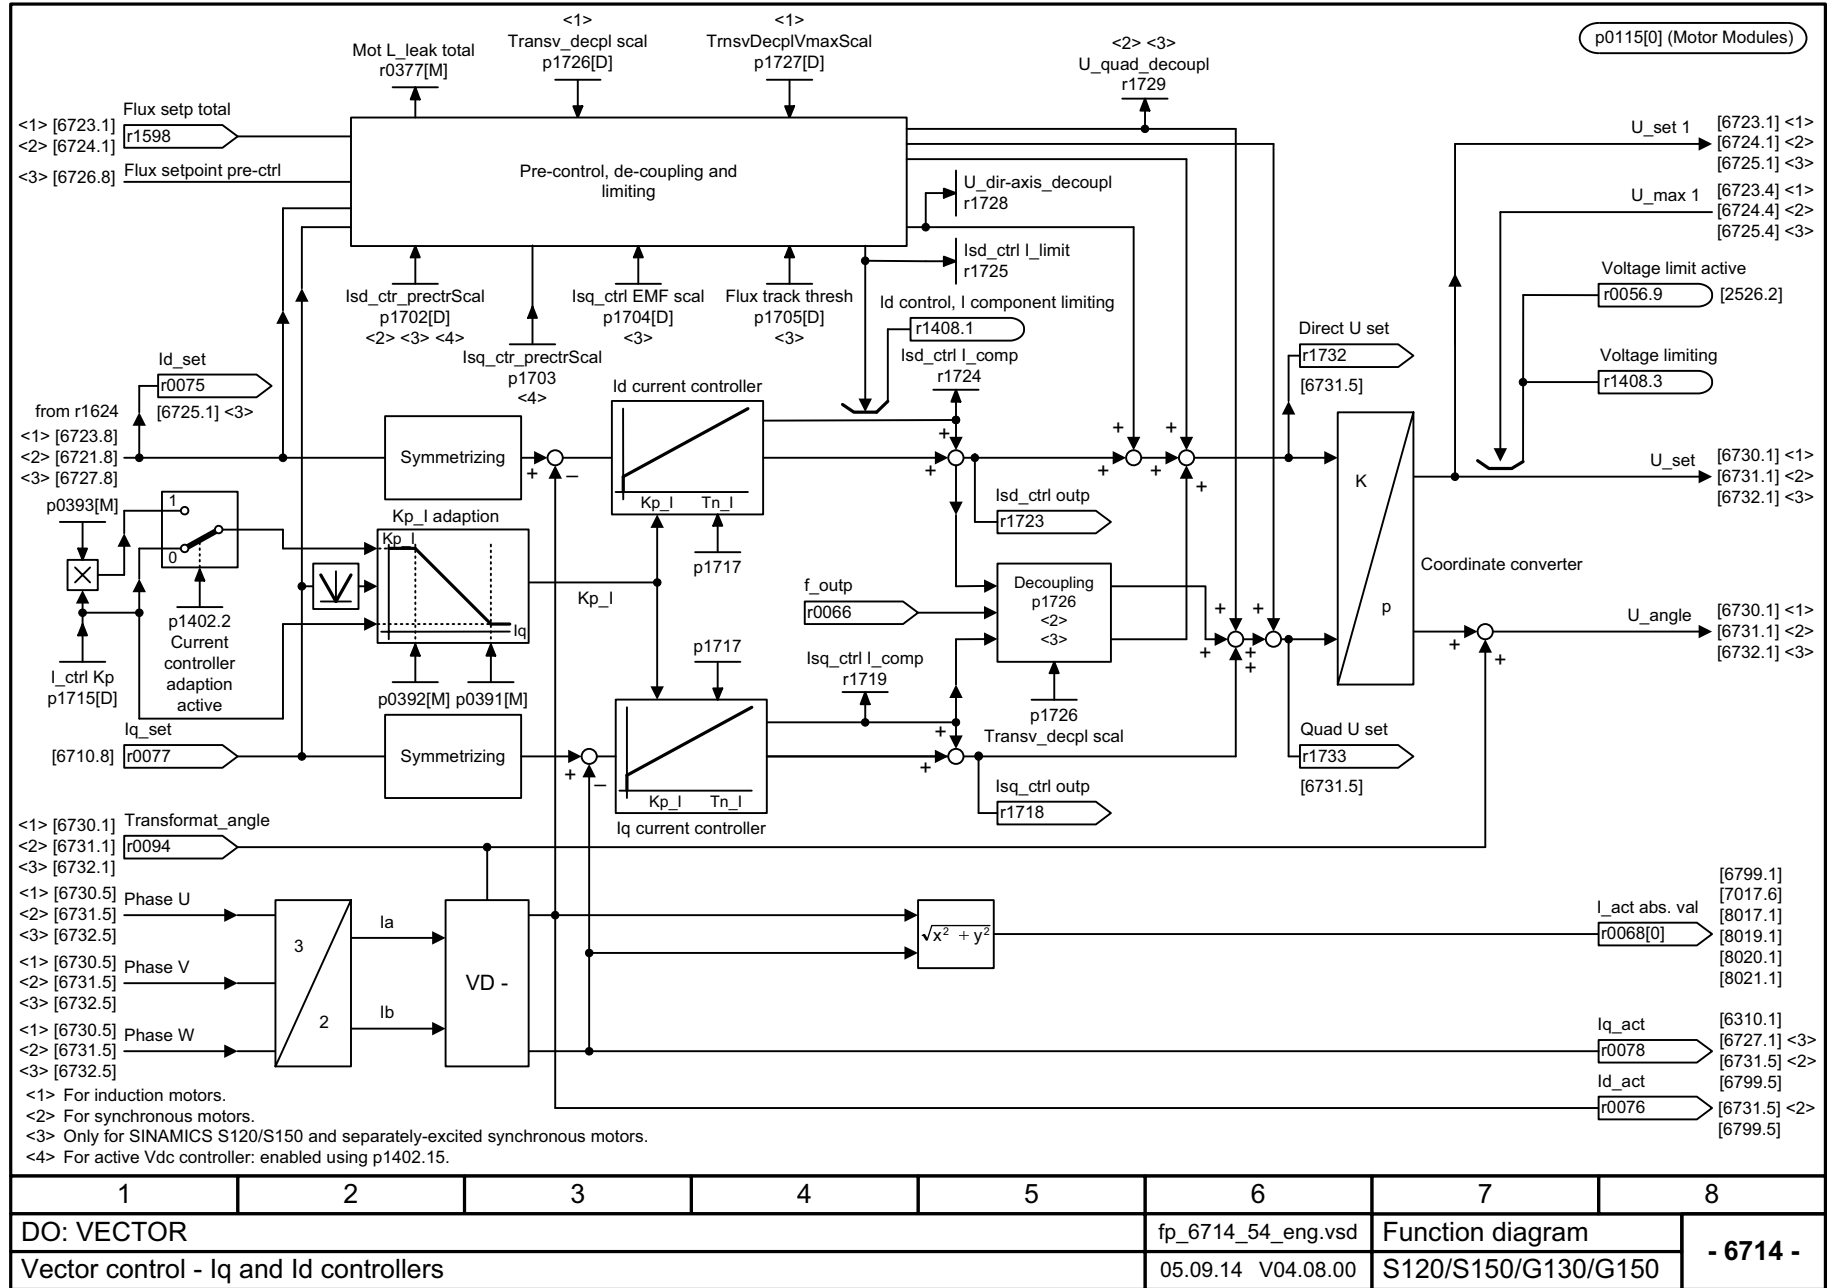 <1>
Transv_decpl scal
p1726[D]
<1>
TrnsvDecplVmaxScal
p1727[D]
Mot L_leak total
r0377[M]
<2> <3>
U_quad_decoupl
r1729
p0115[0] (Motor Modules)
Flux setp total
<1> [6723.1]
<2> [6724.1]
r1598
<3> [6726.8]
Flux setpoint pre-ctrl
Pre-control, de-coupling and
limiting
U_dir-axis_decoupl
r1728
Isd_ctrl I_limit
r1725
U_set 1
[6723.1] <1>
[6724.1] <2>
[6725.1] <3>
U_max 1
[6723.4] <1>
[6724.4] <2>
[6725.4] <3>
Voltage limit active
r0056.9
[2526.2]
Voltage limiting
r1408.3
Isd_ctr_prectrScal
p1702[D]
<2> <3> <4>
Isq_ctr_prectrScal
p1703
<4>
Isq_ctrl EMF scal
p1704[D]
<3>
Flux track thresh
p1705[D]
<3>
Id control, I component limiting
r1408.1
Isd_ctrl I_comp
r1724
Direct U set
r1732
[6731.5]
Id_set
r0075
[6725.1] <3>
from r1624
<1> [6723.8]
<2> [6721.8]
<3> [6727.8]
Symmetrizing
+
–
Id current controller
Kp_I
Tn_I
p1717
+
+
+
+
+
+
+
Isd_ctrl outp
r1723
K
p
Coordinate converter
U_set
[6730.1] <1>
[6731.1] <2>
[6732.1] <3>
p0393[M]
1
0
p1402.2
Current
controller
adaption
active
I_ctrl Kp
p1715[D]
Kp_I adaption
Kp_I
Iq
p0392[M]
p0391[M]
Kp_I
f_outp
r0066
Decoupling
p1726
<2>
<3>
p1726
Transv_decpl scal
+
+
+
+
+
+
U_angle
[6730.1] <1>
[6731.1] <2>
[6732.1] <3>
+
+
p1717
Isq_ctrl I_comp
r1719
Iq_set
[6710.8]
r0077
Symmetrizing
+
–
Kp_I
Tn_I
Iq current controller
+
+
Isq_ctrl outp
r1718
Quad U set
r1733
[6731.5]
Transformat_angle
<1> [6730.1]
<2> [6731.1]
<3> [6732.1]
r0094
<1> [6730.5]
<2> [6731.5]
<3> [6732.5]
Phase U
<1> [6730.5]
<2> [6731.5]
<3> [6732.5]
Phase V
<1> [6730.5]
<2> [6731.5]
<3> [6732.5]
Phase W
3
2
Ia
Ib
VD -
√x² + y²
I_act abs. val
r0068[0]
[6799.1]
[7017.6]
[8017.1]
[8019.1]
[8020.1]
[8021.1]
Iq_act
r0078
[6310.1]
[6727.1] <3>
[6731.5] <2>
[6799.5]
Id_act
r0076
[6731.5] <2>
[6799.5]
<1> For induction motors.
<2> For synchronous motors.
<3> Only for SINAMICS S120/S150 and separately-excited synchronous motors.
<4> For active Vdc controller: enabled using p1402.15.
1 2 3 4 5 6 7 8
DO: VECTOR
fp_6714_54_eng.vsd
Function diagram
- 6714 -
Vector control - Iq and Id controllers
05.09.14 V04.08.00
S120/S150/G130/G150